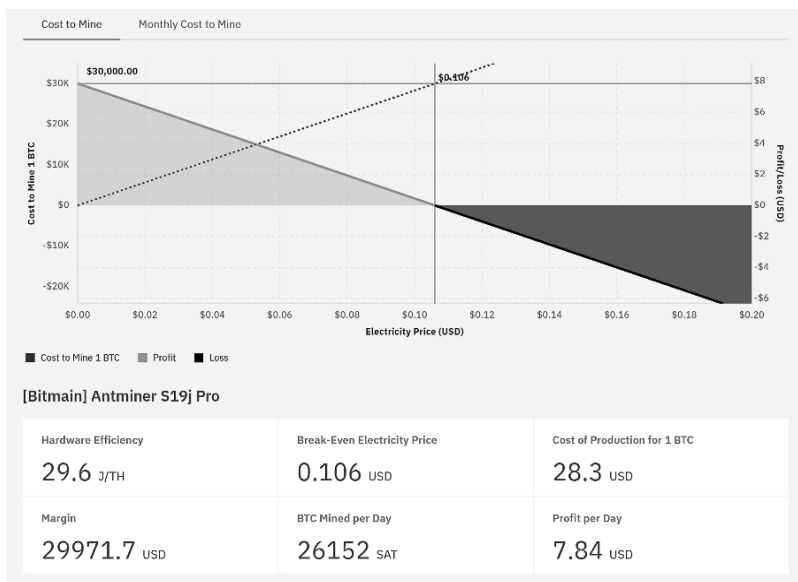 Cost to Mine Monthly Cost to Mine
$30,000.00
$0.106
$30K
$20K
$10K
$0
-$10K
-$20K
Cost to Mine 1 BTC
$8
$6
$4
$2
$0
-$2
-$4
-$6
Profit/Loss (USD)
$0.00 $0.02 $0.04 $0.06 $0.08 $0.10 $0.12 $0.14 $0.16 $0.18 $0.20
Electricity Price (USD)
Cost to Mine 1 BTC Profit Loss
[Bitmain] Antminer S19j Pro
Hardware Efficiency
29.6 J/TH
Break-Even Electricity Price
0.106 USD
Cost of Production for 1 BTC
28.3 USD
Margin
29971.7 USD
BTC Mined per Day
26152 SAT
Profit per Day
7.84 USD